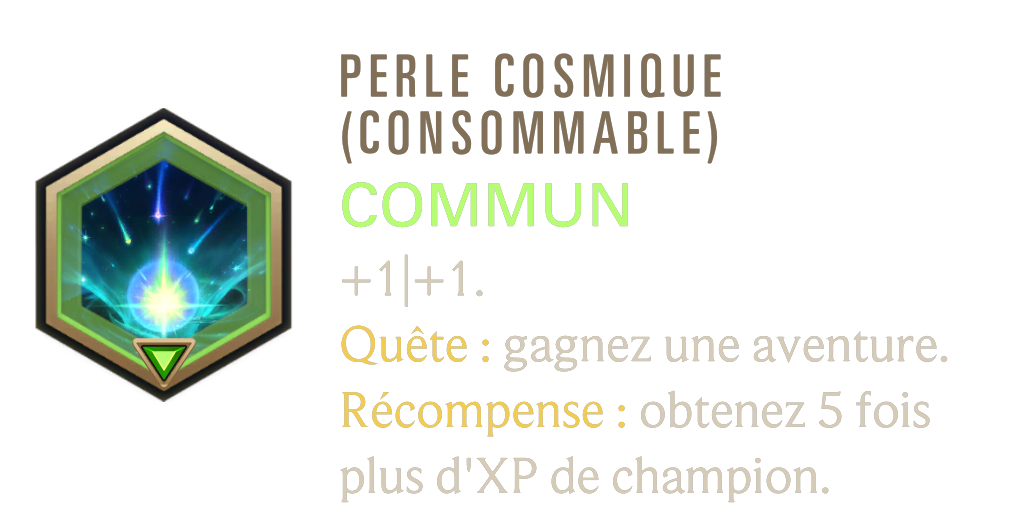 PERLE COSMIQUE
(CONSOMMABLE)
COMMUN
+1|+1.
Quête : gagnez une aventure.
Récompense : obtenez 5 fois
plus d'XP de champion.